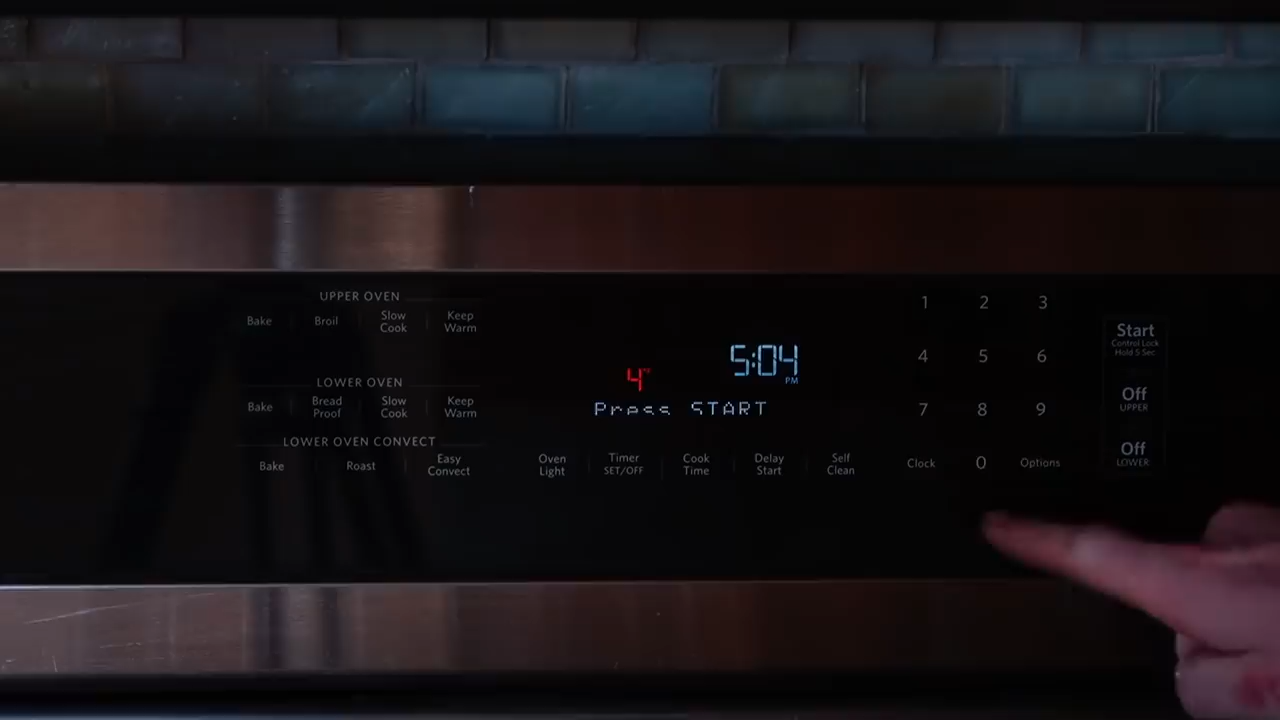 UPPER OVEN
Bake
Broil
Slow
Cook
Keep
Warm
LOWER OVEN
Bake
Bread
Proof
Slow
Cook
Keep
Warm
LOWER OVEN CONVECT
Bake
Roast
Easy
Convect
5:04
PM
4°F
Press START
Oven
Light
Timer
SET/OFF
Cook
Time
Delay
Start
Self
Clean
1 2 3
4 5 6
7 8 9
Clock 0 Options
Start
Control Lock
Hold 5 Sec
Off
UPPER
Off
LOWER